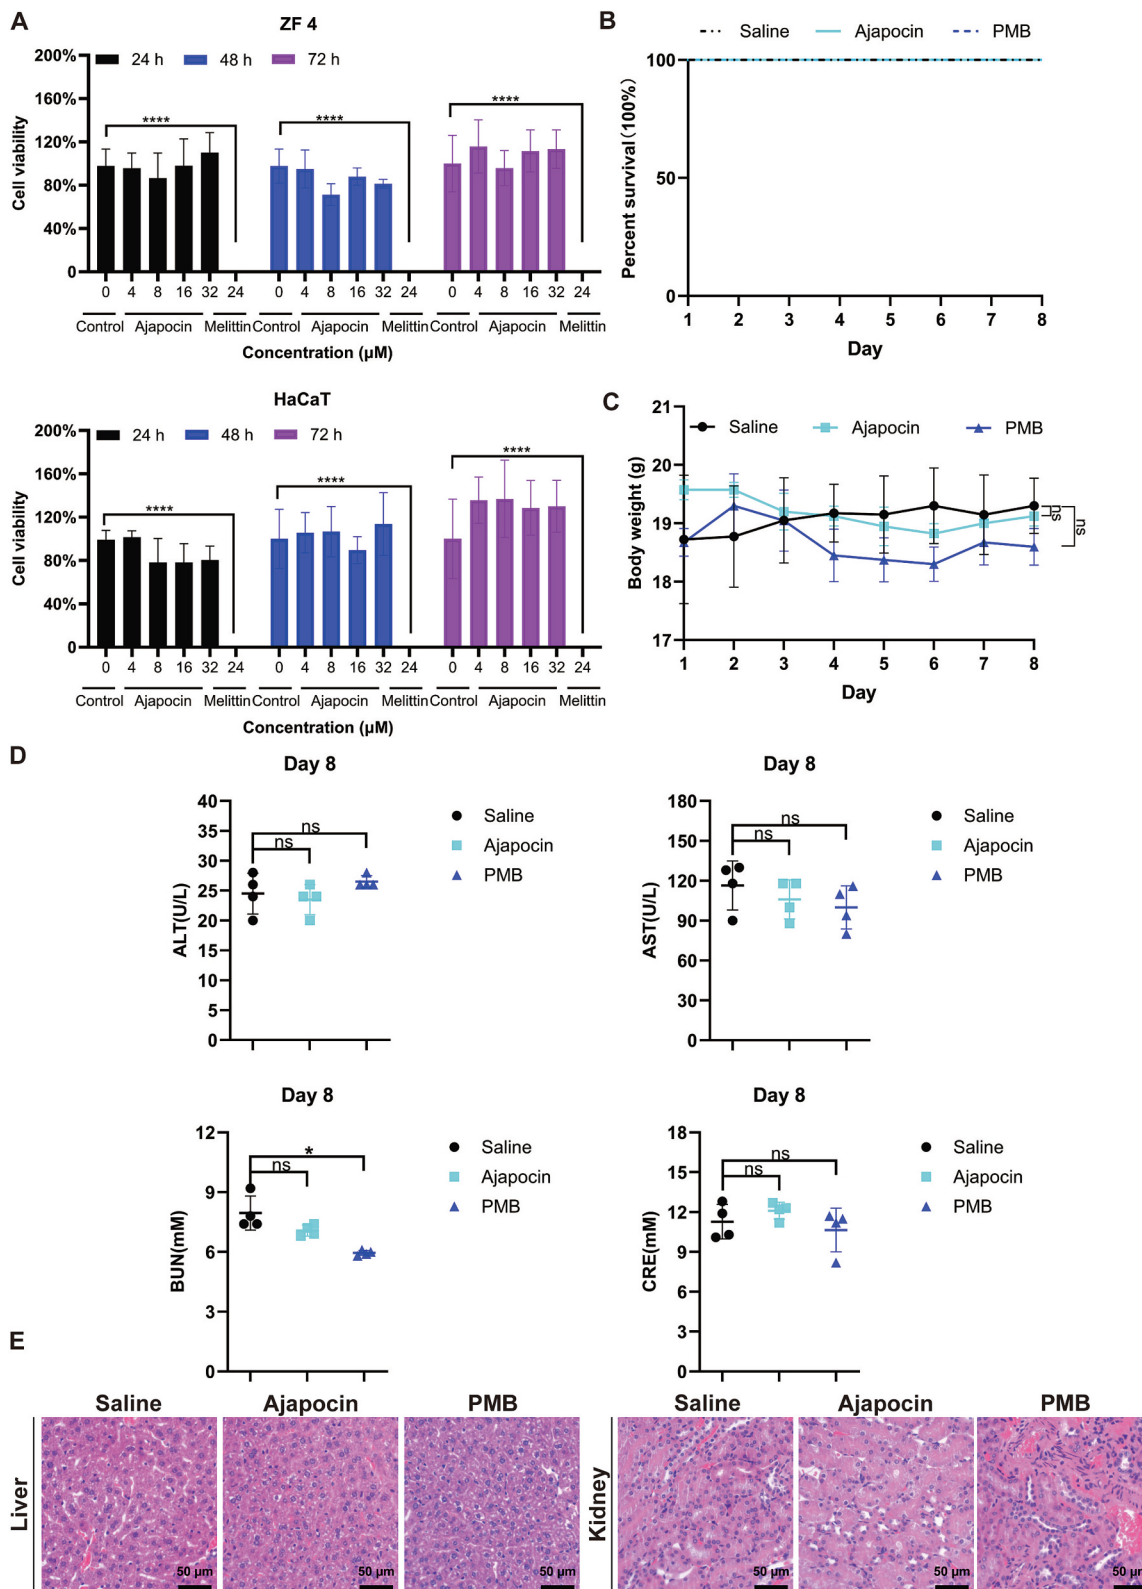 A
ZF 4
24 h 48 h 72 h
Cell viability
200%
160%
120%
80%
40%
0
****
****
****
0 4 8 16 32 24 0 4 8 16 32 24 0 4 8 16 32 24
Control Ajapocin Melittin Control Ajapocin Melittin Control Ajapocin Melittin
Concentration (μM)
HaCaT
24 h 48 h 72 h
Cell viability
200%
160%
120%
80%
40%
0
****
****
****
0 4 8 16 32 24 0 4 8 16 32 24 0 4 8 16 32 24
Control Ajapocin Melittin Control Ajapocin Melittin Control Ajapocin Melittin
Concentration (μM)
B
Saline Ajapocin PMB
Percent survival (100%)
100
50
0
1 2 3 4 5 6 7 8
Day
C
Saline Ajapocin PMB
Body weight (g)
21
20
19
18
17
ns
ns
1 2 3 4 5 6 7 8
Day
D
Day 8
ALT(U/L)
40
35
30
25
20
15
10
5
0
ns
ns
Saline
Ajapocin
PMB
Day 8
AST(U/L)
180
150
120
90
60
30
0
ns
ns
Saline
Ajapocin
PMB
Day 8
BUN(mM)
12
9
6
3
0
*
ns
Saline
Ajapocin
PMB
Day 8
CRE(mM)
18
15
12
9
6
3
0
ns
ns
Saline
Ajapocin
PMB
E
Saline Ajapocin PMB
Liver
50 μm 50 μm 50 μm
Saline Ajapocin PMB
Kidney
50 μm 50 μm 50 μm